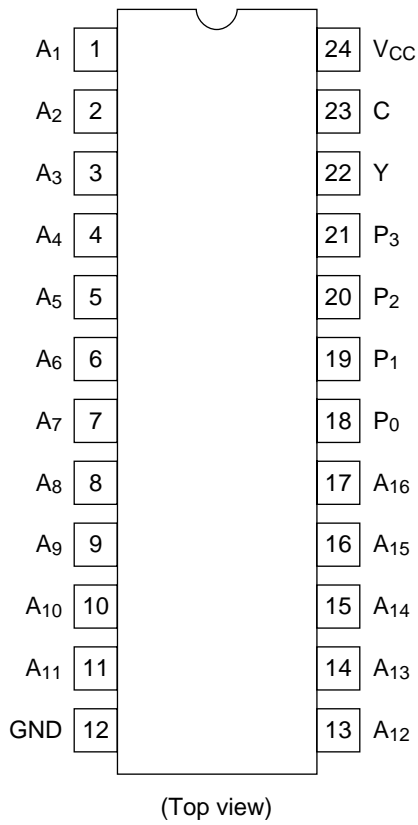 A1 1 24 VCC
A2 2 23 C
A3 3 22 Y
A4 4 21 P3
A5 5 20 P2
A6 6 19 P1
A7 7 18 P0
A8 8 17 A16
A9 9 16 A15
A10 10 15 A14
A11 11 14 A13
GND 12 13 A12
(Top view)